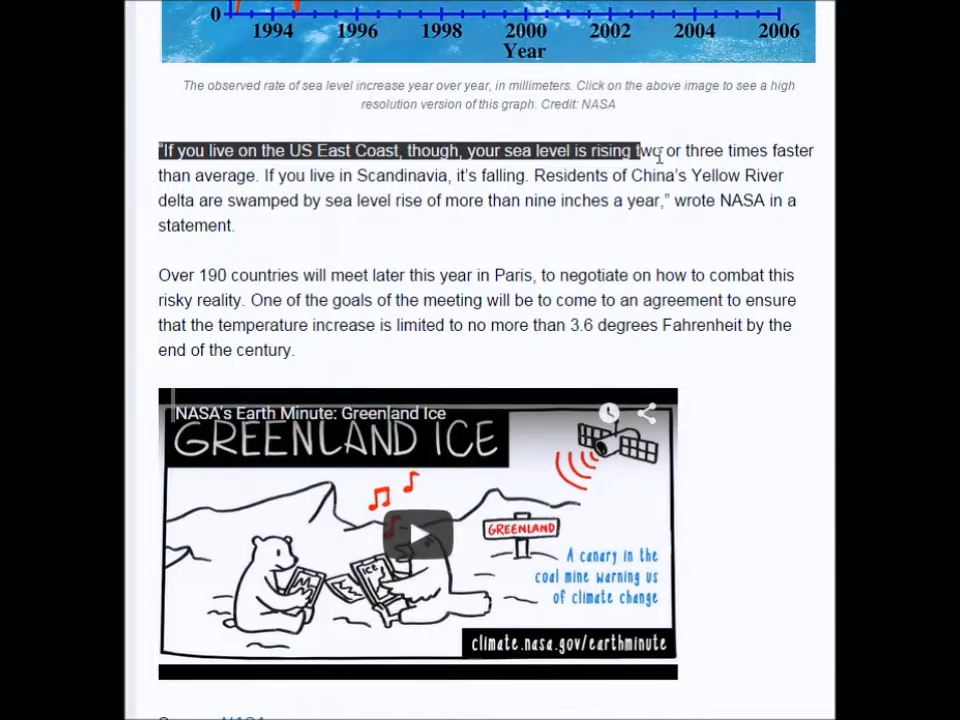 0
1994 1996 1998 2000 2002 2004 2006
Year
The observed rate of sea level increase year over year, in millimeters. Click on the above image to see a high
resolution version of this graph. Credit: NASA
“If you live on the US East Coast, though, your sea level is rising two or three times faster
than average. If you live in Scandinavia, it’s falling. Residents of China’s Yellow River
delta are swamped by sea level rise of more than nine inches a year,” wrote NASA in a
statement.
Over 190 countries will meet later this year in Paris, to negotiate on how to combat this
risky reality. One of the goals of the meeting will be to come to an agreement to ensure
that the temperature increase is limited to no more than 3.6 degrees Fahrenheit by the
end of the century.
NASA's Earth Minute: Greenland Ice
GREENLAND ICE
GREENLAND
ICE
A canary in the
coal mine warning us
of climate change
climate.nasa.gov/earthminute